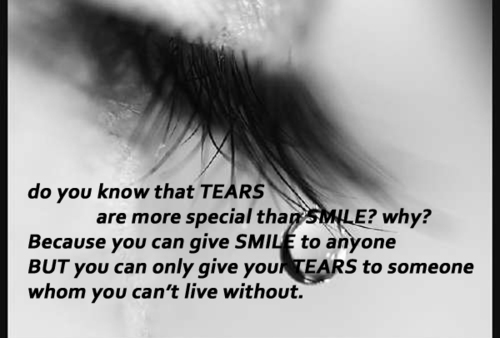 do you know that TEARS
are more special than SMILE? why?
Because you can give SMILE to anyone
BUT you can only give your TEARS to someone
whom you can't live without.